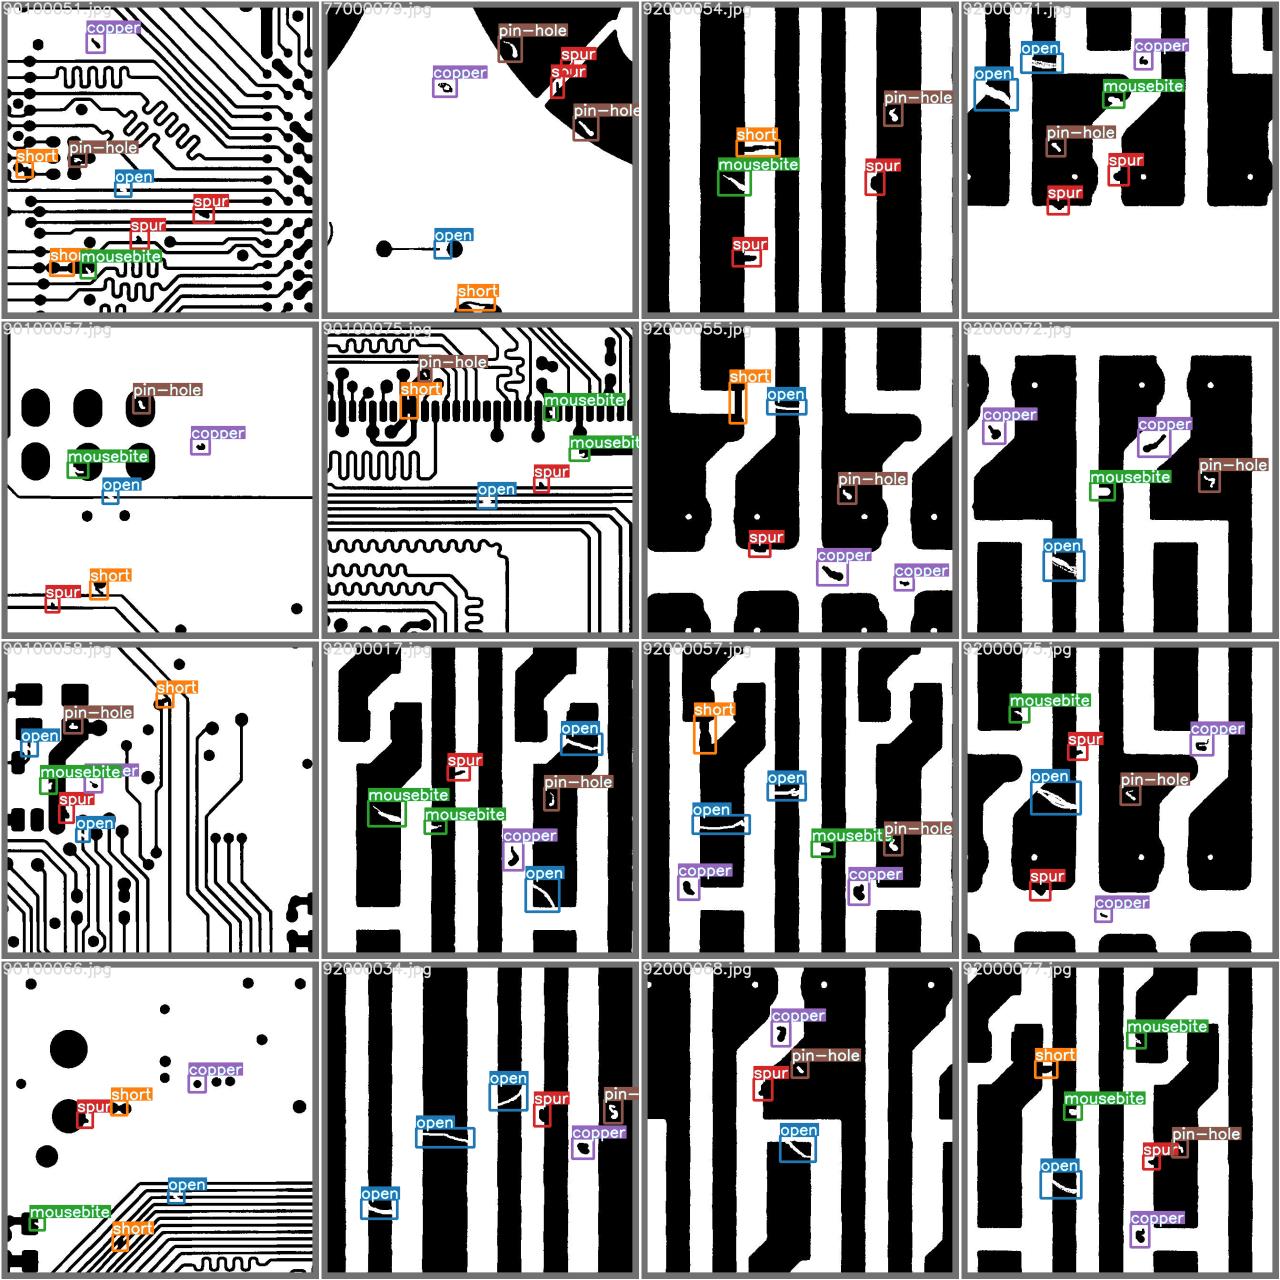 90100051.jpg
copper
pin-hole
short
open
spur
spur
short
mousebite
77000079.jpg
pin-hole
spur
spur
copper
pin-hole
open
short
92000054.jpg
pin-hole
short
mousebite
spur
spur
92000071.jpg
open
copper
open
mousebite
pin-hole
spur
spur
90100057.jpg
pin-hole
copper
mousebite
open
short
spur
90100075.jpg
pin-hole
short
mousebite
mousebit
spur
open
92000055.jpg
short
open
pin-hole
spur
copper
copper
92000072.jpg
copper
copper
pin-hole
mousebite
open
90100058.jpg
short
pin-hole
open
mousebite
spur
open
92000017.jpg
open
spur
pin-hole
mousebite
mousebite
copper
open
92000057.jpg
short
open
open
mousebite
pin-hole
copper
copper
92000075.jpg
mousebite
copper
spur
open
pin-hole
spur
copper
90100066.jpg
copper
short
spur
open
mousebite
short
92000034.jpg
open
spur
pin-
open
copper
open
92000068.jpg
copper
pin-hole
spur
open
92000077.jpg
mousebite
short
mousebite
pin-hole
spur
open
copper